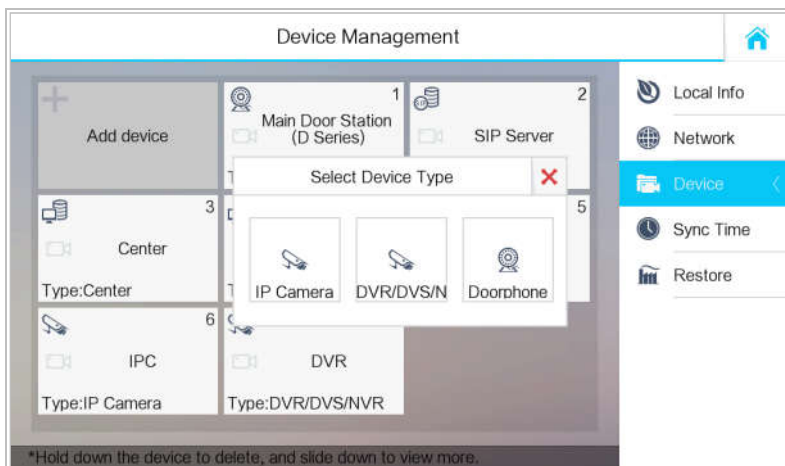 Device Management
Add device
1
Main Door Station
(D Series)
2
SIP Server
Select Device Type
IP Camera
DVR/DVS/N
Doorphone
3
Center
Type:Center
5
6
IPC
Type:IP Camera
DVR
Type:DVR/DVS/NVR
*Hold down the device to delete, and slide down to view more.
Local Info
Network
Device
Sync Time
Restore